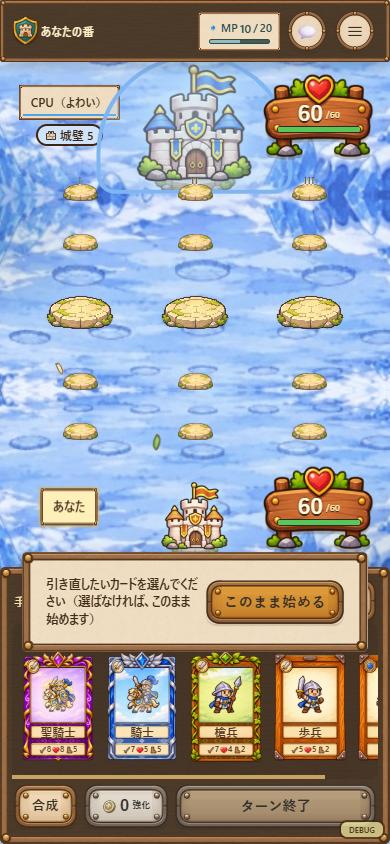 あなたの番
MP 10 / 20
CPU（よわい）
60 /60
城壁 5
あなた
60 /60
引き直したいカードを選んでくだ
さい（選ばなければ、このまま
始めます）
このまま始める
手
聖騎士
騎士
槍兵
歩兵
8 8 2
7 5 2
7 4 2
5 5 2
合成
0 強化
ターン終了
DEBUG